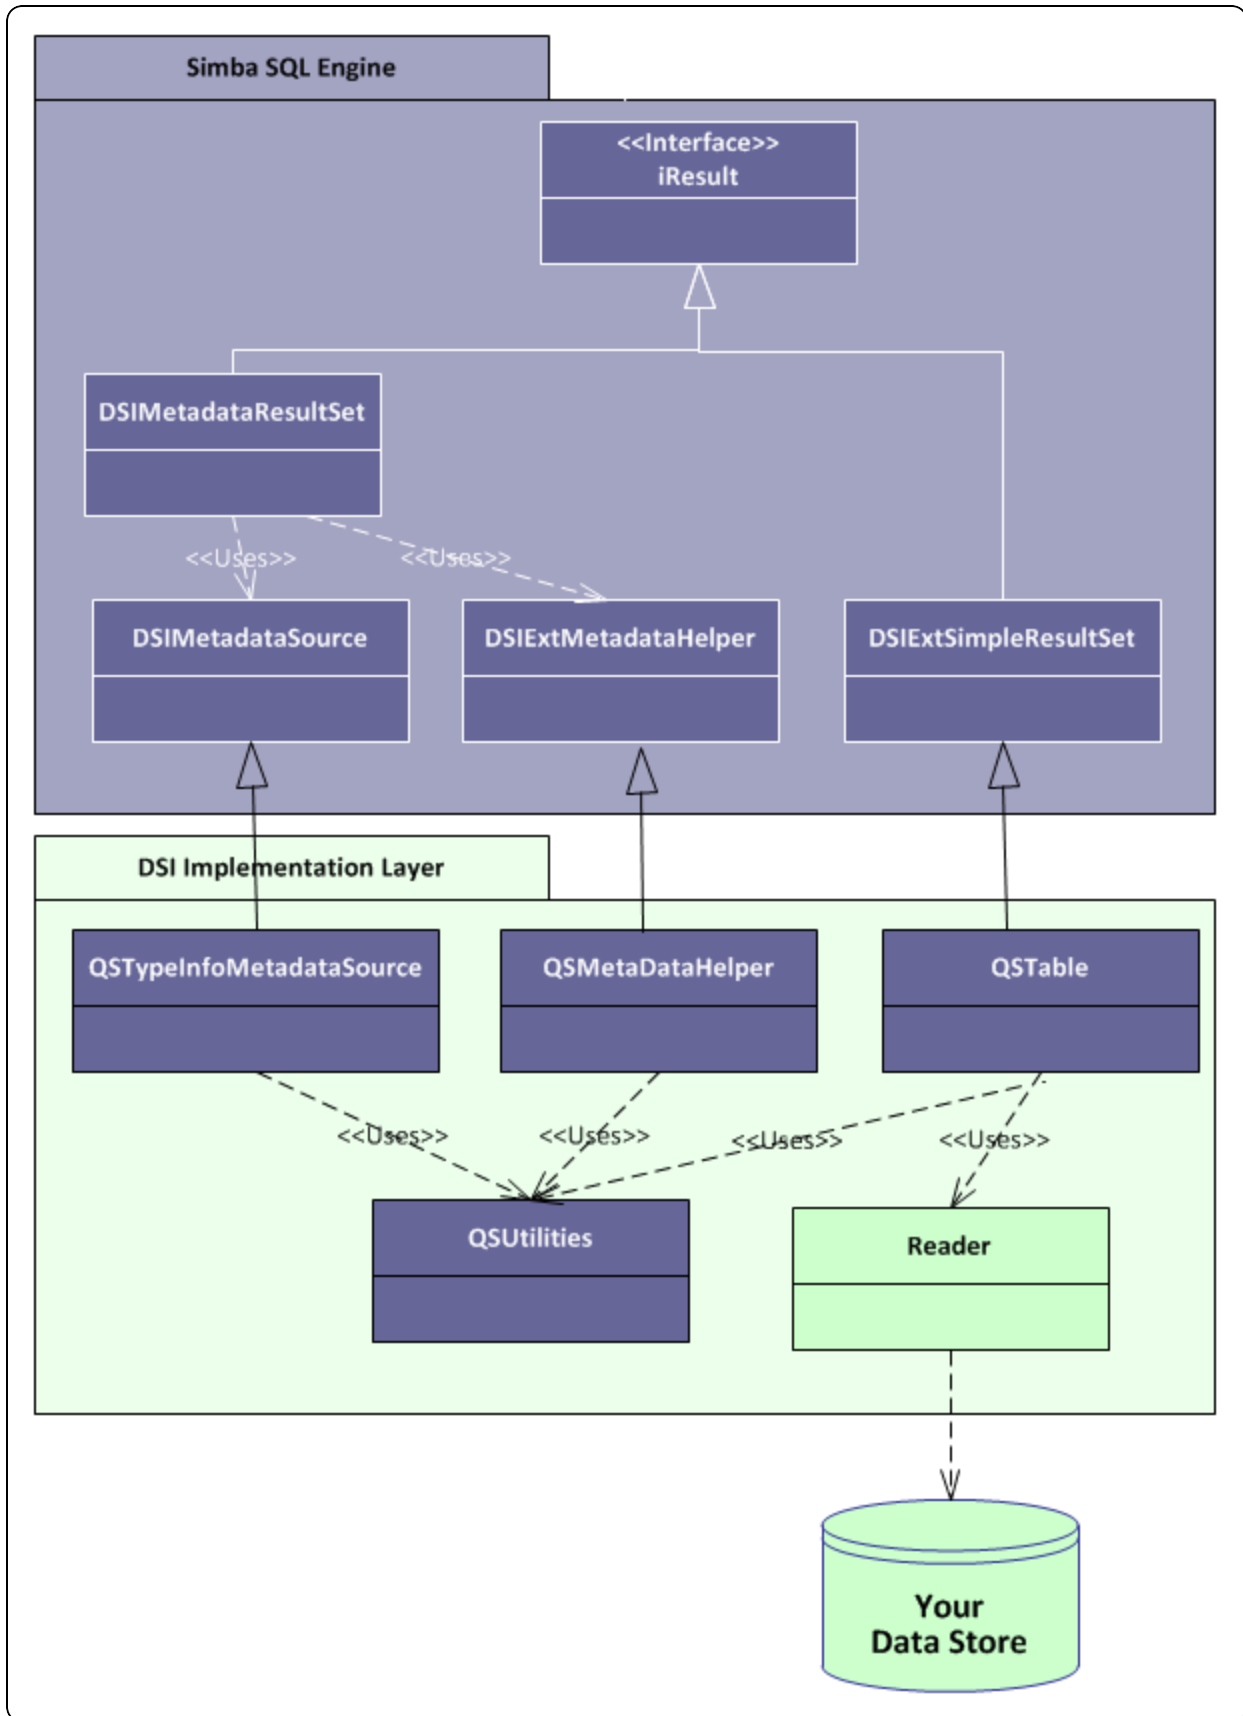 Simba SQL Engine
<<Interface>>
iResult
DSIMetadataResultSet
<<Uses>>
<<Uses>>
DSIMetadataSource
DSIExtMetadataHelper
DSIExtSimpleResultSet
DSI Implementation Layer
QSTypeInfoMetadataSource
QSMetaDataHelper
QSTable
<<Uses>>
<<Uses>>
<<Uses>>
<<Uses>>
QSUtilities
Reader
Your
Data Store